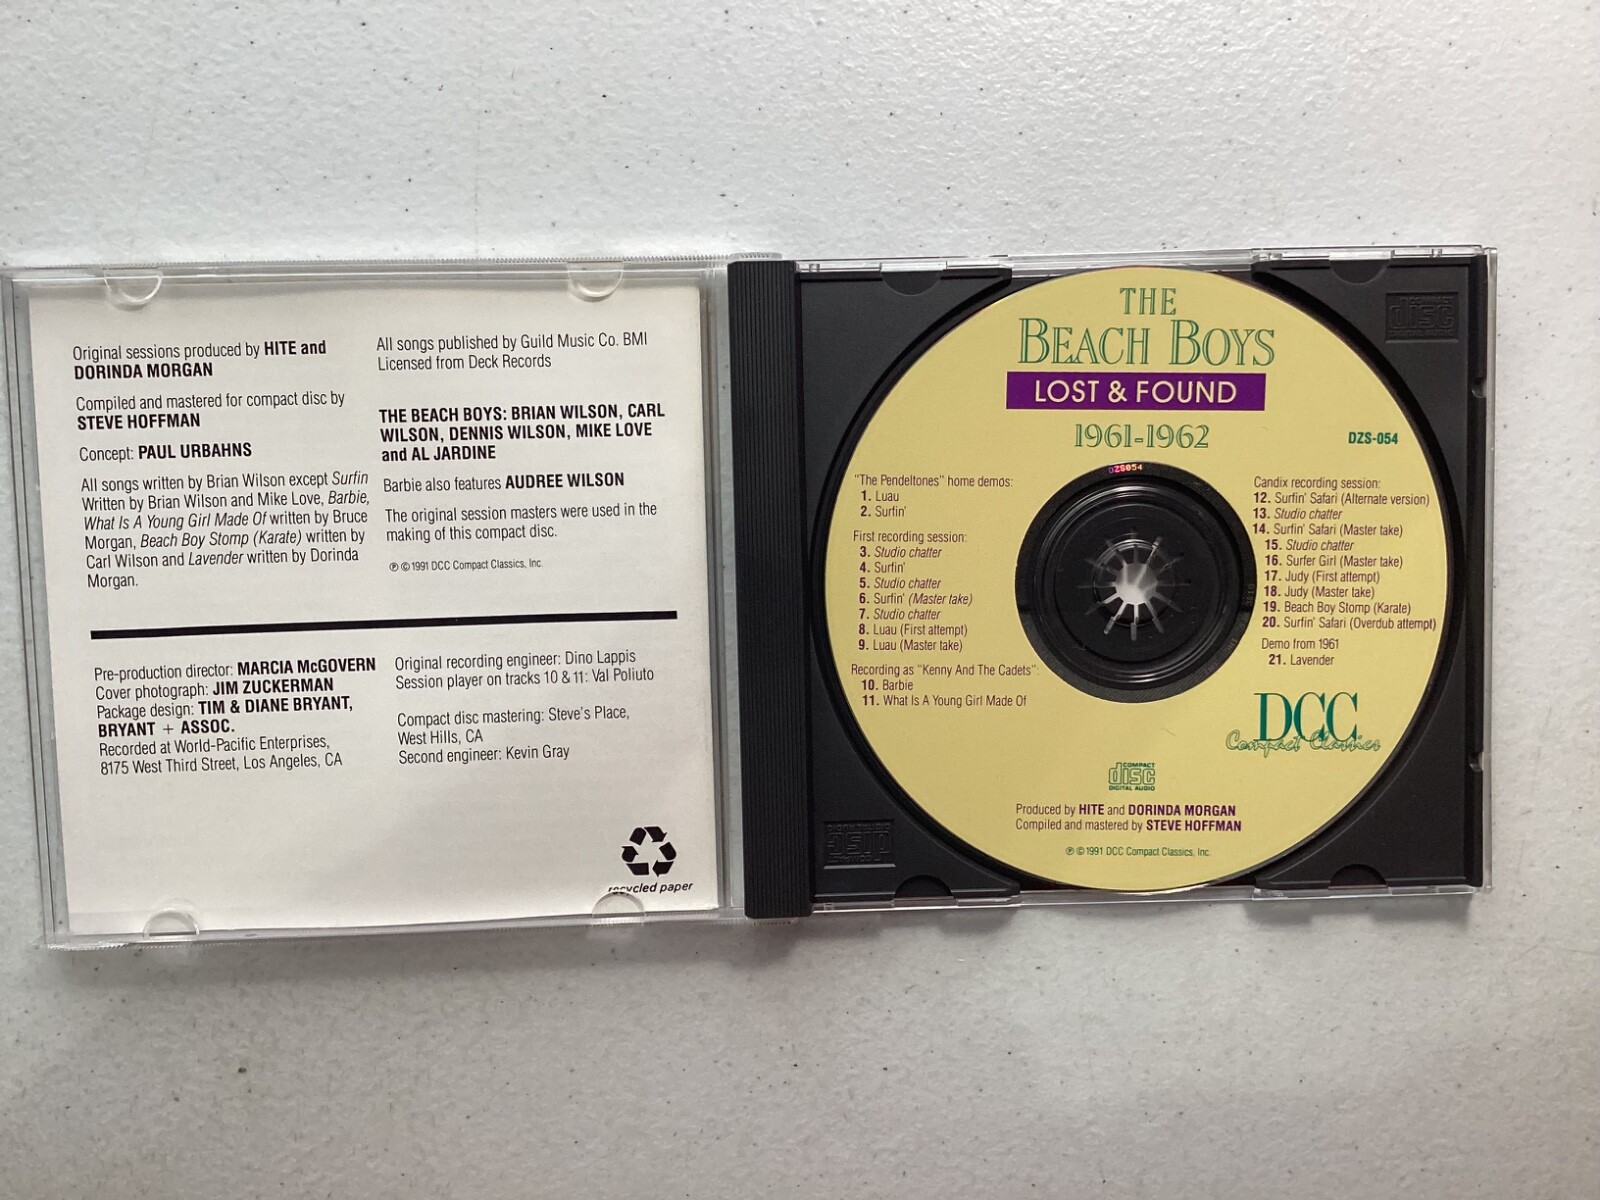 Original sessions produced by HITE and
DORINDA MORGAN
Compiled and mastered for compact disc by
STEVE HOFFMAN
Concept: PAUL URBAHNS
All songs written by Brian Wilson except Surfin
Written by Brian Wilson and Mike Love, Barbie,
What Is A Young Girl Made Of written by Bruce
Morgan, Beach Boy Stomp (Karate) written by
Carl Wilson and Lavender written by Dorinda
Morgan.
All songs published by Guild Music Co. BMI
Licensed from Deck Records
THE BEACH BOYS: BRIAN WILSON, CARL
WILSON, DENNIS WILSON, MIKE LOVE
and AL JARDINE
Barbie also features AUDREE WILSON
The original session masters were used in the
making of this compact disc.
℗ © 1991 DCC Compact Classics, Inc.
Pre-production director: MARCIA McGOVERN
Cover photograph: JIM ZUCKERMAN
Package design: TIM & DIANE BRYANT,
BRYANT + ASSOC.
Recorded at World-Pacific Enterprises,
8175 West Third Street, Los Angeles, CA
Original recording engineer: Dino Lappis
Session player on tracks 10 & 11: Val Poliuto
Compact disc mastering: Steve's Place,
West Hills, CA
Second engineer: Kevin Gray
recycled paper
THE
BEACH BOYS
LOST & FOUND
1961-1962
DZS-054
DZS054
"The Pendeltones" home demos:
1. Luau
2. Surfin'
First recording session:
3. Studio chatter
4. Surfin'
5. Studio chatter
6. Surfin' (Master take)
7. Studio chatter
8. Luau (First attempt)
9. Luau (Master take)
Recording as "Kenny And The Cadets":
10. Barbie
11. What Is A Young Girl Made Of
Candix recording session:
12. Surfin' Safari (Alternate version)
13. Studio chatter
14. Surfin' Safari (Master take)
15. Studio chatter
16. Surfer Girl (Master take)
17. Judy (First attempt)
18. Judy (Master take)
19. Beach Boy Stomp (Karate)
20. Surfin' Safari (Overdub attempt)
Demo from 1961
21. Lavender
DCC
Compact Classics
COMPACT
disc
DIGITAL AUDIO
Produced by HITE and DORINDA MORGAN
Compiled and mastered by STEVE HOFFMAN
℗ © 1991 DCC Compact Classics, Inc.